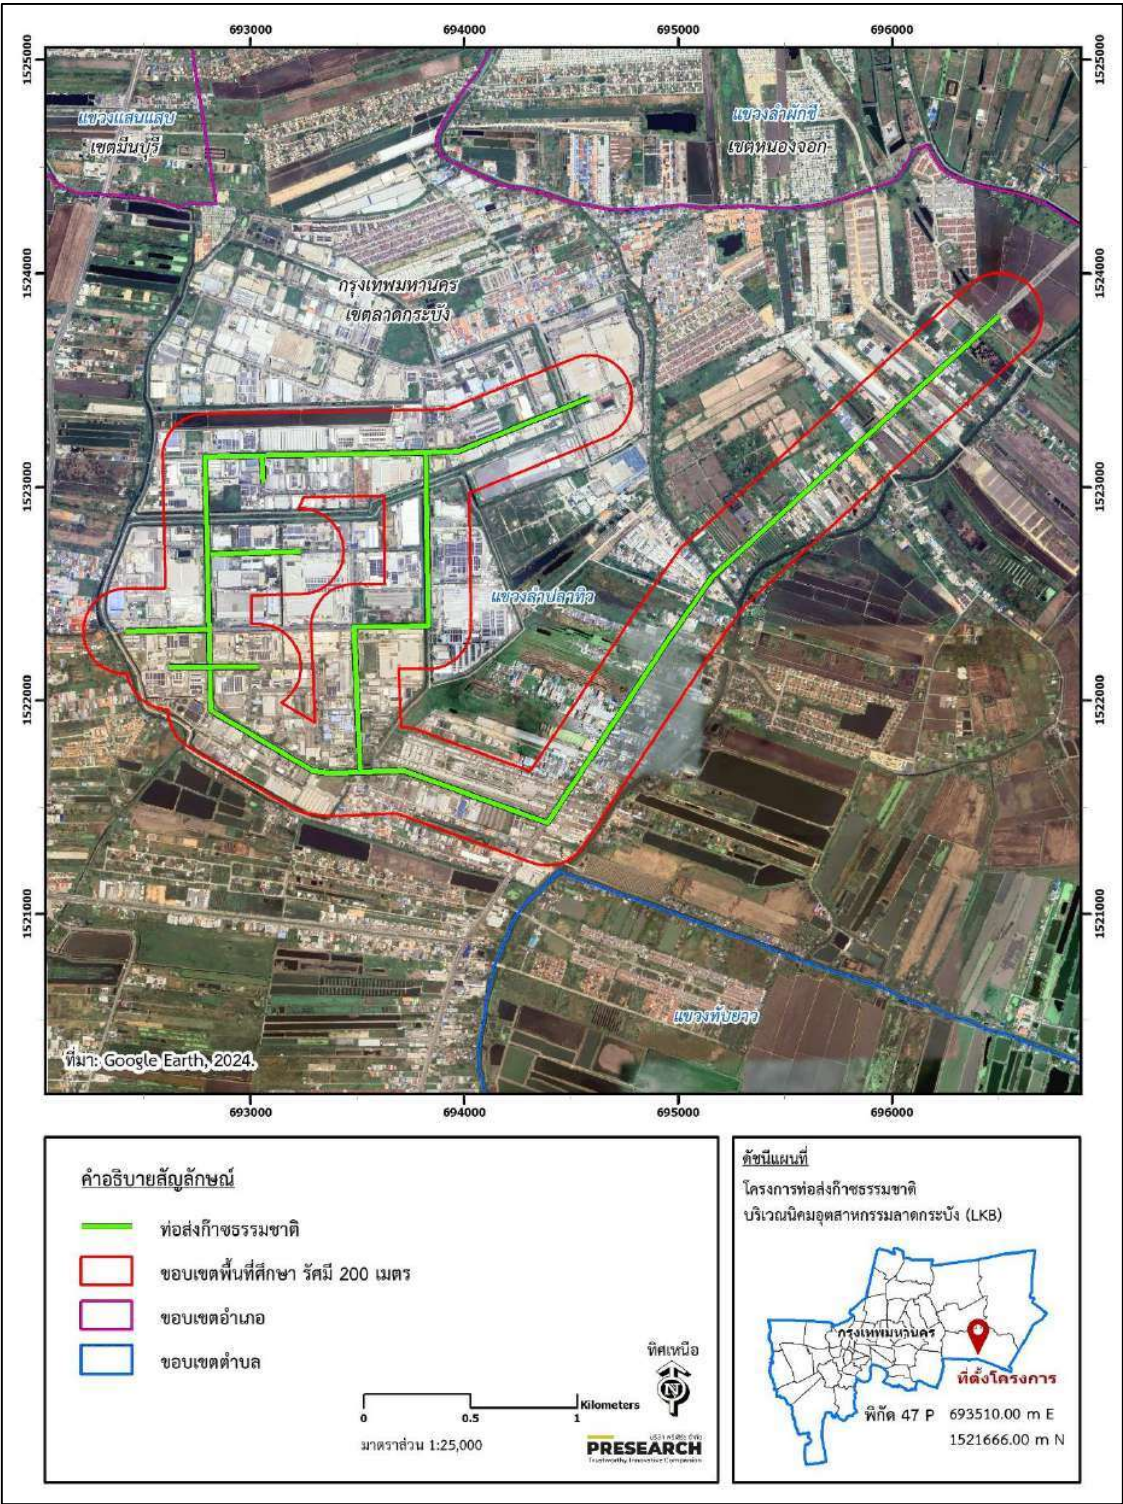 693000 694000 695000 696000
1525000 1525000
แขวงแสนแสบ
เขตมีนบุรี
แขวงลำผักชี
เขตหนองจอก
1524000 1524000
กรุงเทพมหานคร
เขตลาดกระบัง
1523000 1523000
แขวงลำปลาทิว
1522000 1522000
1521000 1521000
แขวงทับยาว
ที่มา: Google Earth, 2024.
693000 694000 695000 696000
คำอธิบายสัญลักษณ์
ท่อส่งก๊าซธรรมชาติ
ขอบเขตพื้นที่ศึกษา รัศมี 200 เมตร
ขอบเขตอำเภอ
ขอบเขตตำบล
ทิศเหนือ
N
Kilometers
0 0.5 1
มาตราส่วน 1:25,000
PRESEARCH
Trustworthy Innovative Companion
ดัชนีแผนที่
โครงการท่อส่งก๊าซธรรมชาติ
บริเวณนิคมอุตสาหกรรมลาดกระบัง (LKB)
กรุงเทพมหานคร
ที่ตั้งโครงการ
พิกัด 47 P 693510.00 m E
1521666.00 m N